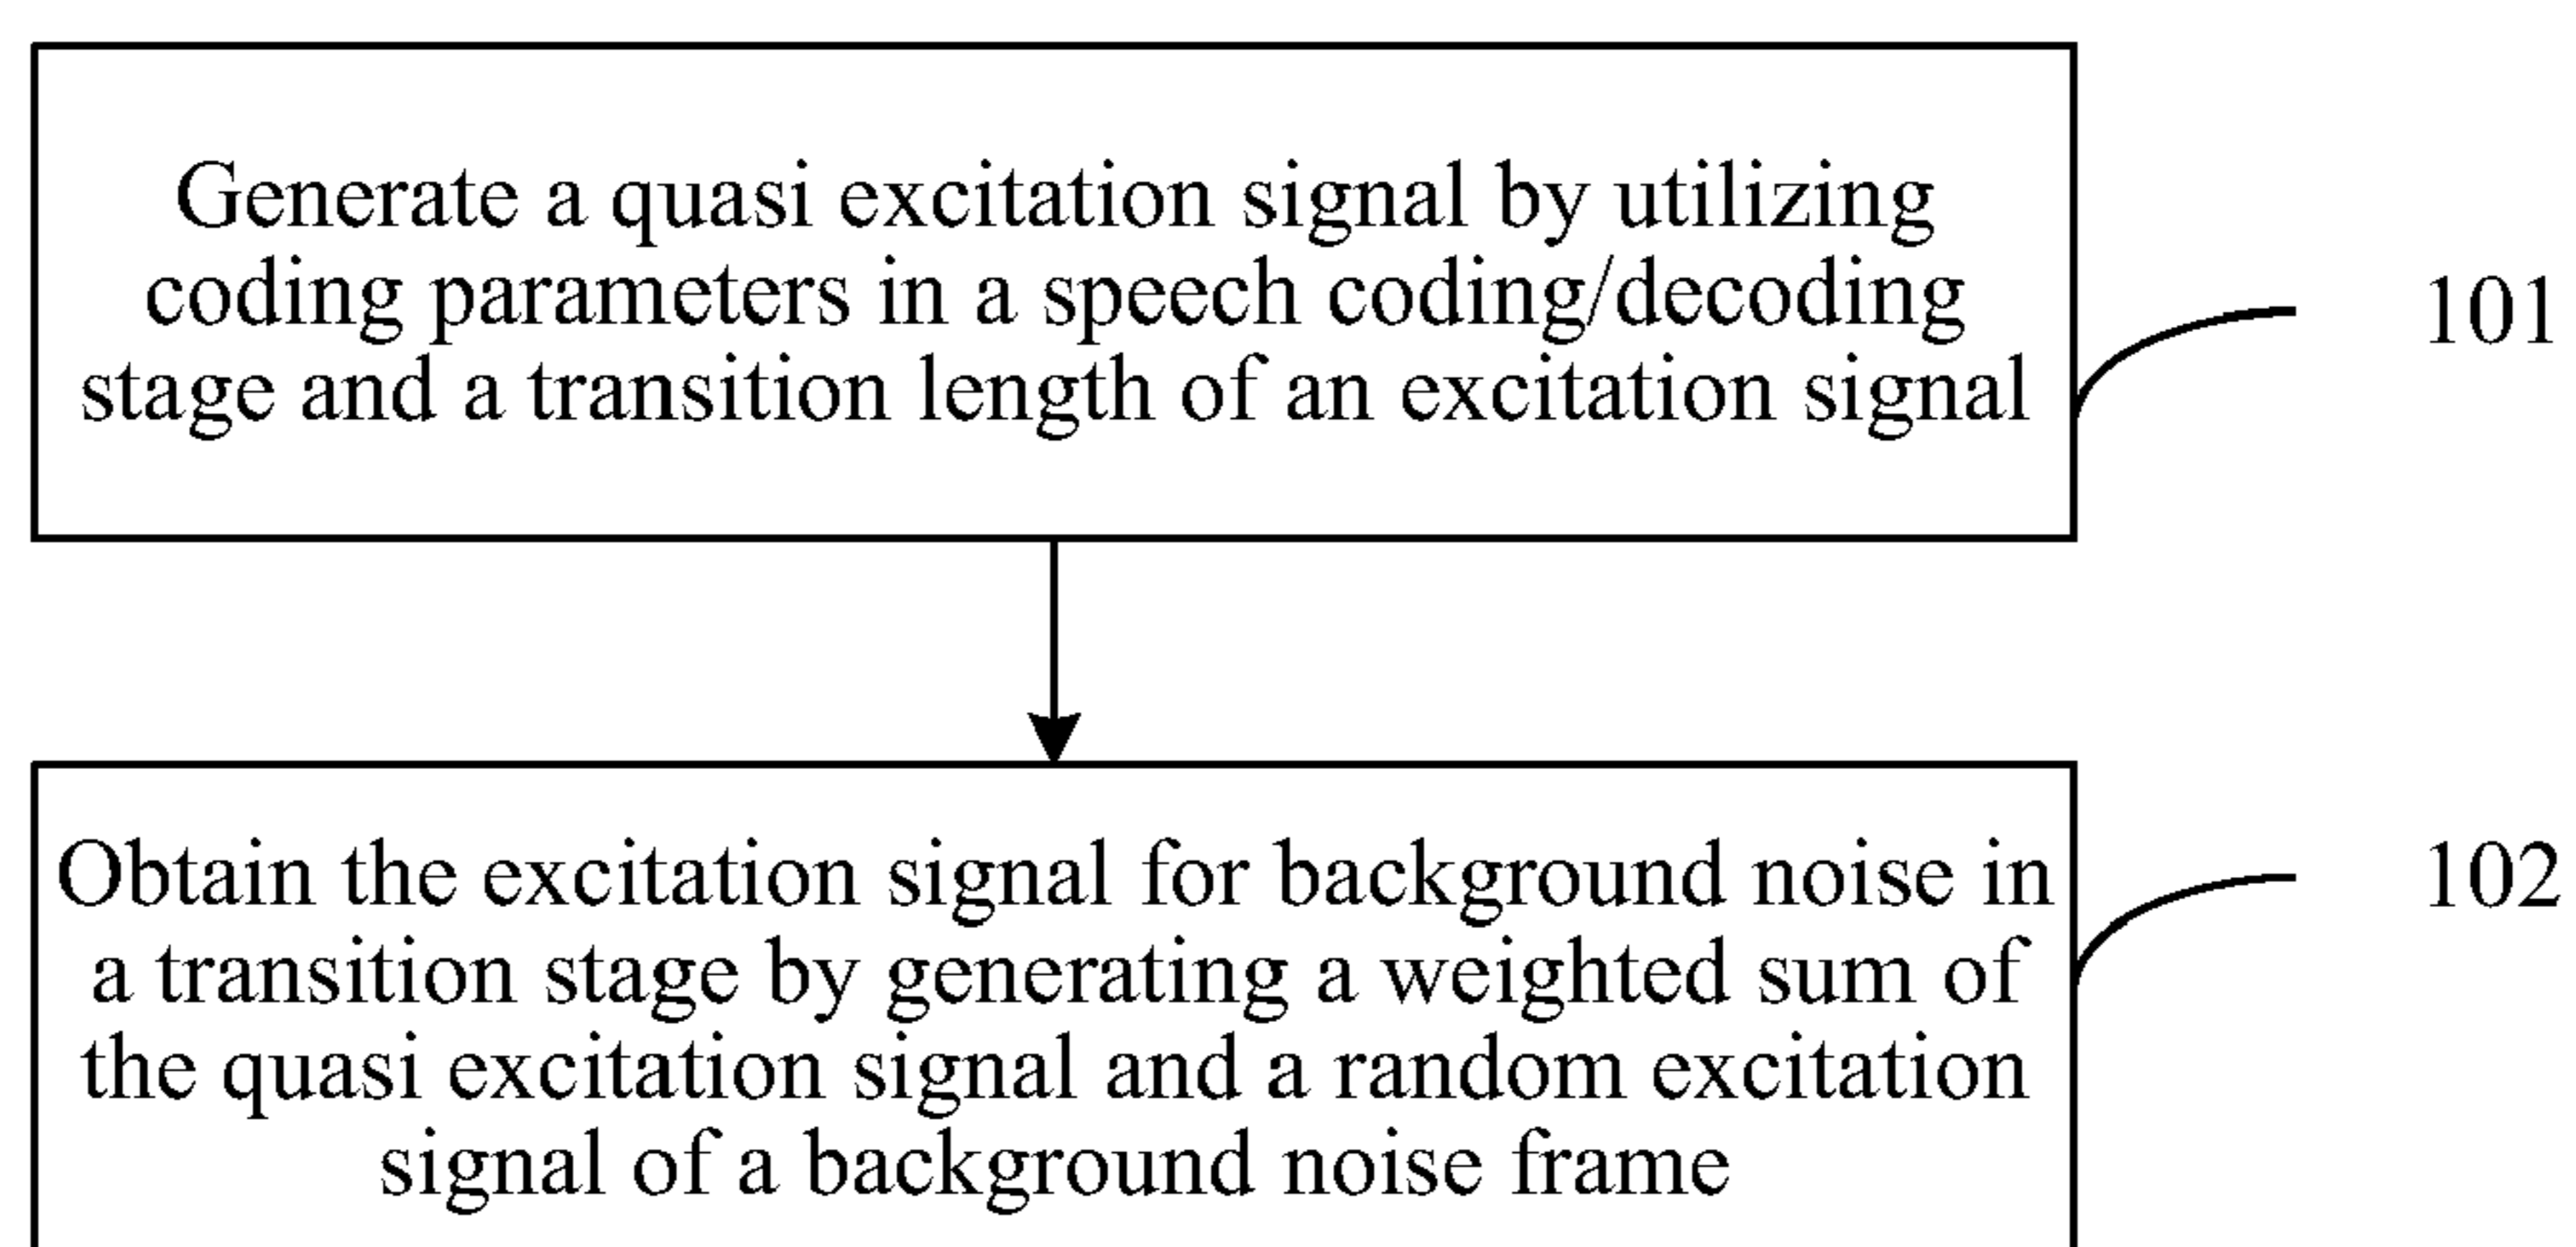 Generate a quasi excitation signal by utilizing
coding parameters in a speech coding/decoding
stage and a transition length of an excitation signal
101
Obtain the excitation signal for background noise in
a transition stage by generating a weighted sum of
the quasi excitation signal and a random excitation
signal of a background noise frame
102